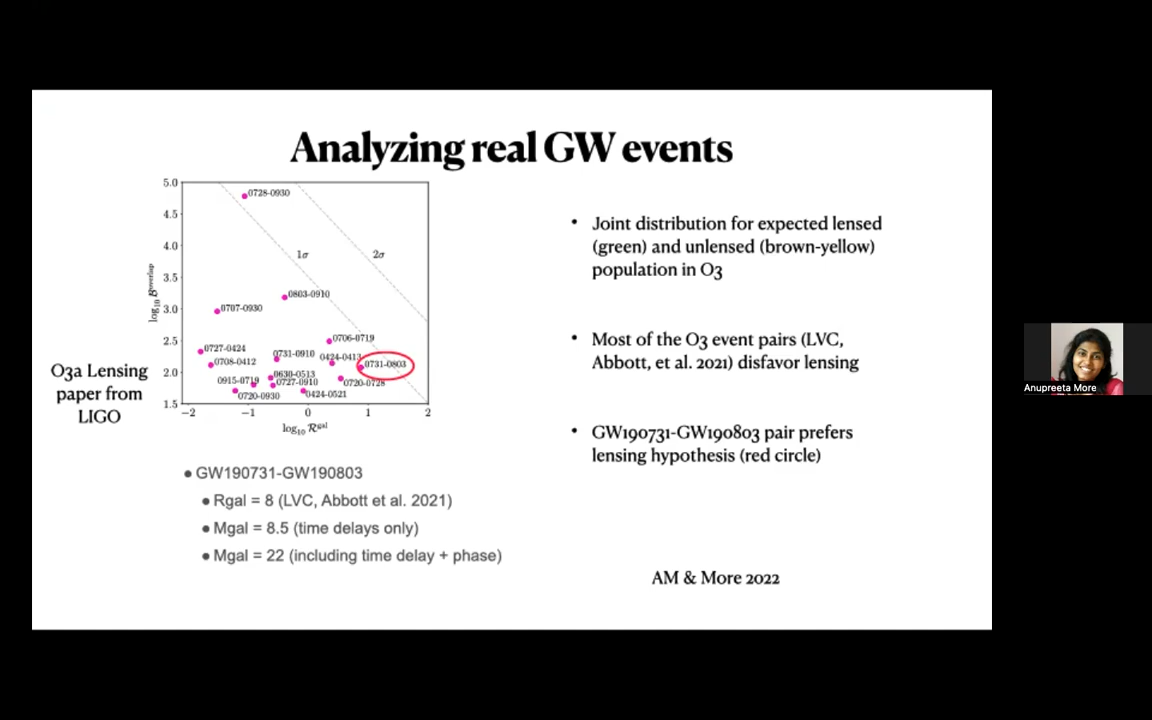 Analyzing real GW events
5.0
4.5
4.0
3.5
3.0
2.5
2.0
1.5
log₁₀ 𝓑ᵒᵛᵉʳˡᵃᵖ
0728-0930
1σ
2σ
0803-0910
0707-0930
0706-0719
0727-0424
0731-0910
0424-0413
0708-0412
0731-0803
0630-0513
0915-0719
0727-0910
0720-0728
0720-0930
0424-0521
−2
−1
0
1
2
log₁₀ 𝓡ᵍᵃˡ
O3a Lensing
paper from
LIGO
• GW190731-GW190803
• Rgal = 8 (LVC, Abbott et al. 2021)
• Mgal = 8.5 (time delays only)
• Mgal = 22 (including time delay + phase)
• Joint distribution for expected lensed
(green) and unlensed (brown-yellow)
population in O3
• Most of the O3 event pairs (LVC,
Abbott, et al. 2021) disfavor lensing
• GW190731-GW190803 pair prefers
lensing hypothesis (red circle)
AM & More 2022
Anupreeta More